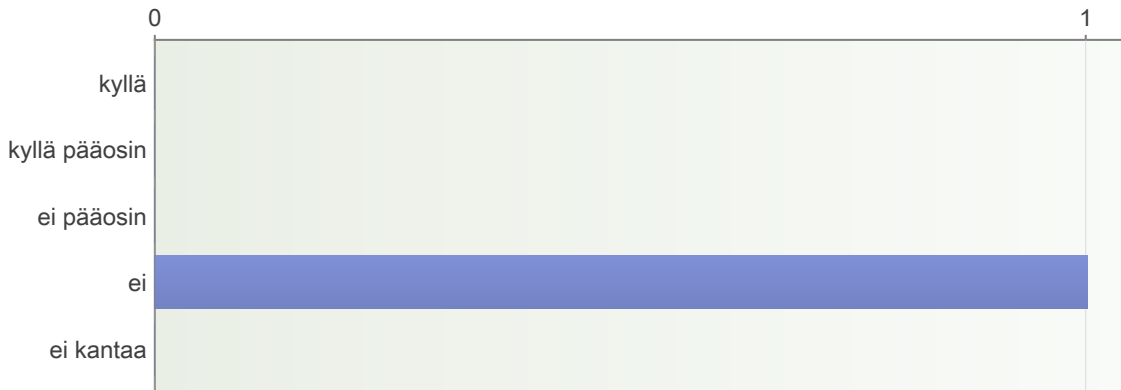 0 1
kyllä
kyllä pääosin
ei pääosin
ei
ei kantaa